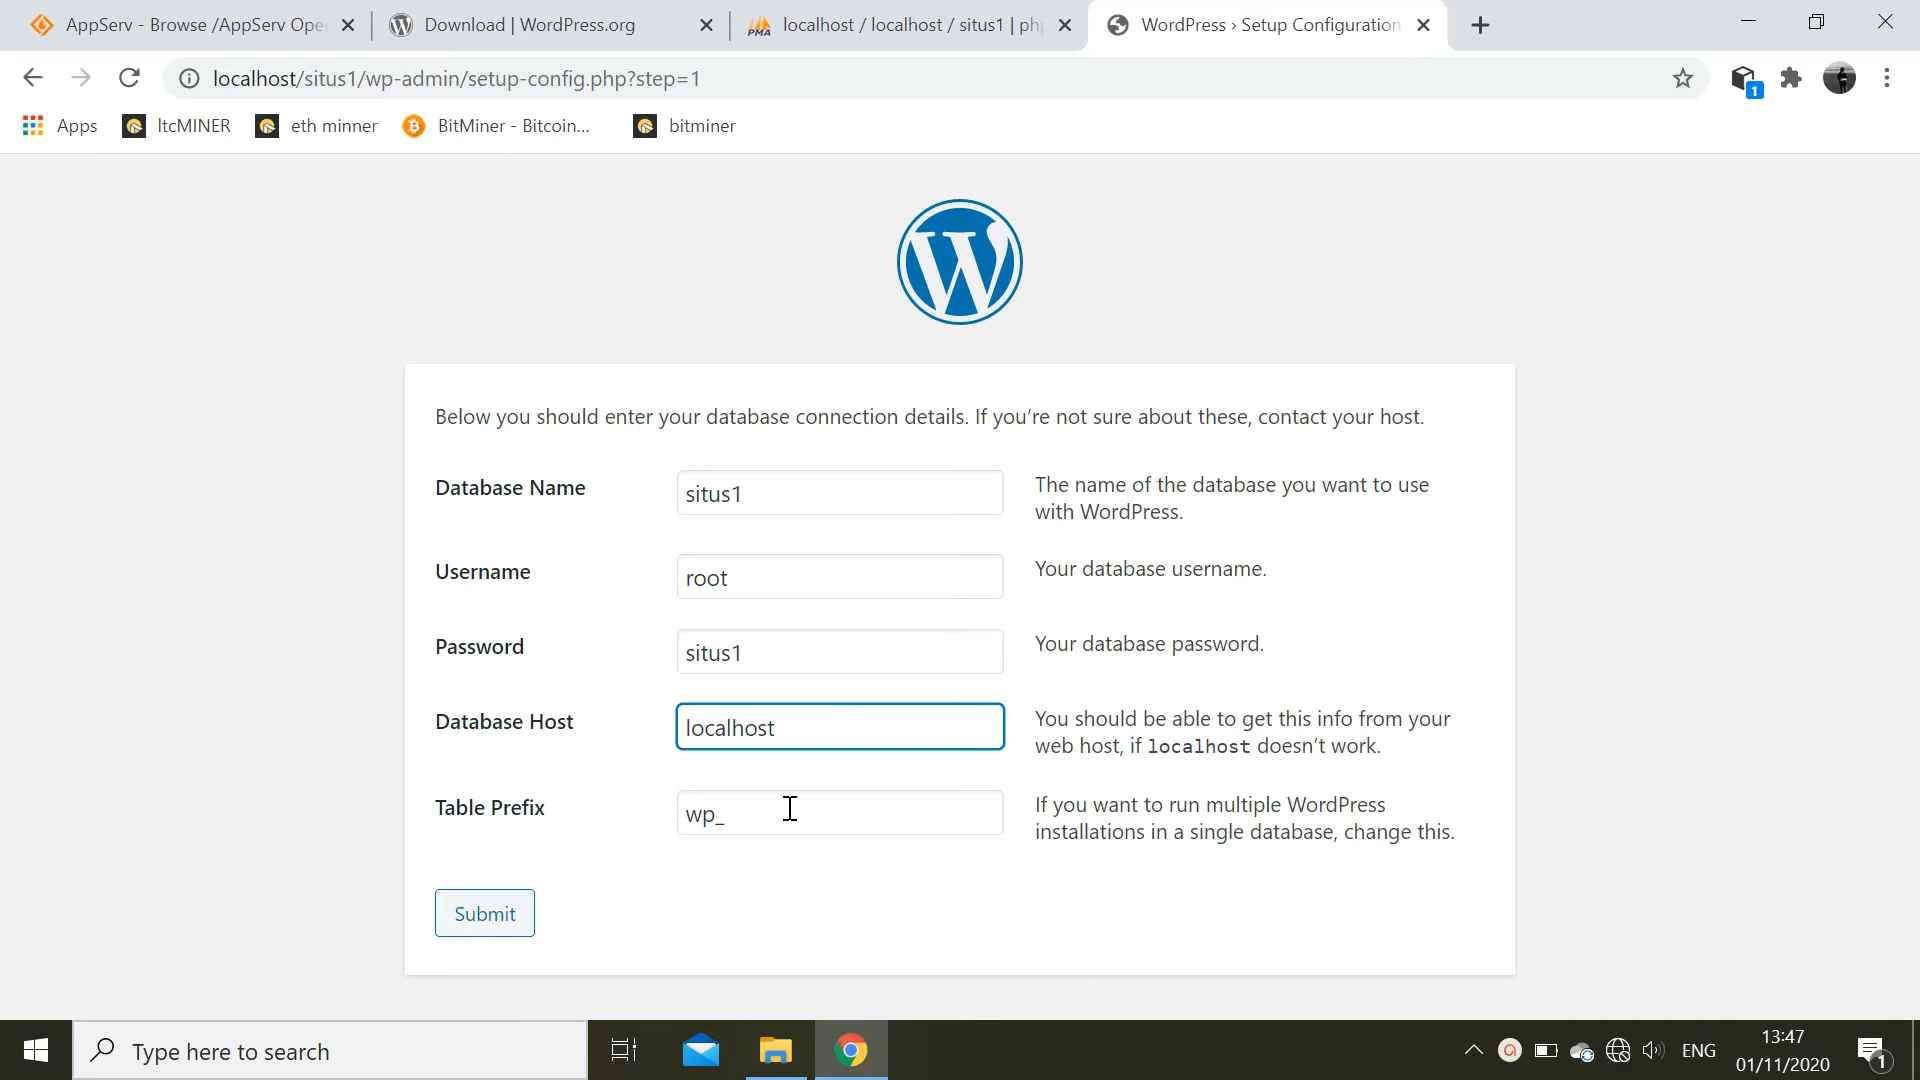 AppServ - Browse /AppServ Ope
Download | WordPress.org
PMA
localhost / localhost / situs1 | ph
WordPress › Setup Configuration
localhost/situs1/wp-admin/setup-config.php?step=1
1
Apps
ltcMINER
eth minner
BitMiner - Bitcoin...
bitminer
W
Below you should enter your database connection details. If you’re not sure about these, contact your host.
Database Name
situs1
The name of the database you want to use
with WordPress.
Username
root
Your database username.
Password
situs1
Your database password.
Database Host
localhost
You should be able to get this info from your
web host, if localhost doesn’t work.
Table Prefix
wp_
If you want to run multiple WordPress
installations in a single database, change this.
Submit
Type here to search
ENG
13:47
01/11/2020
1